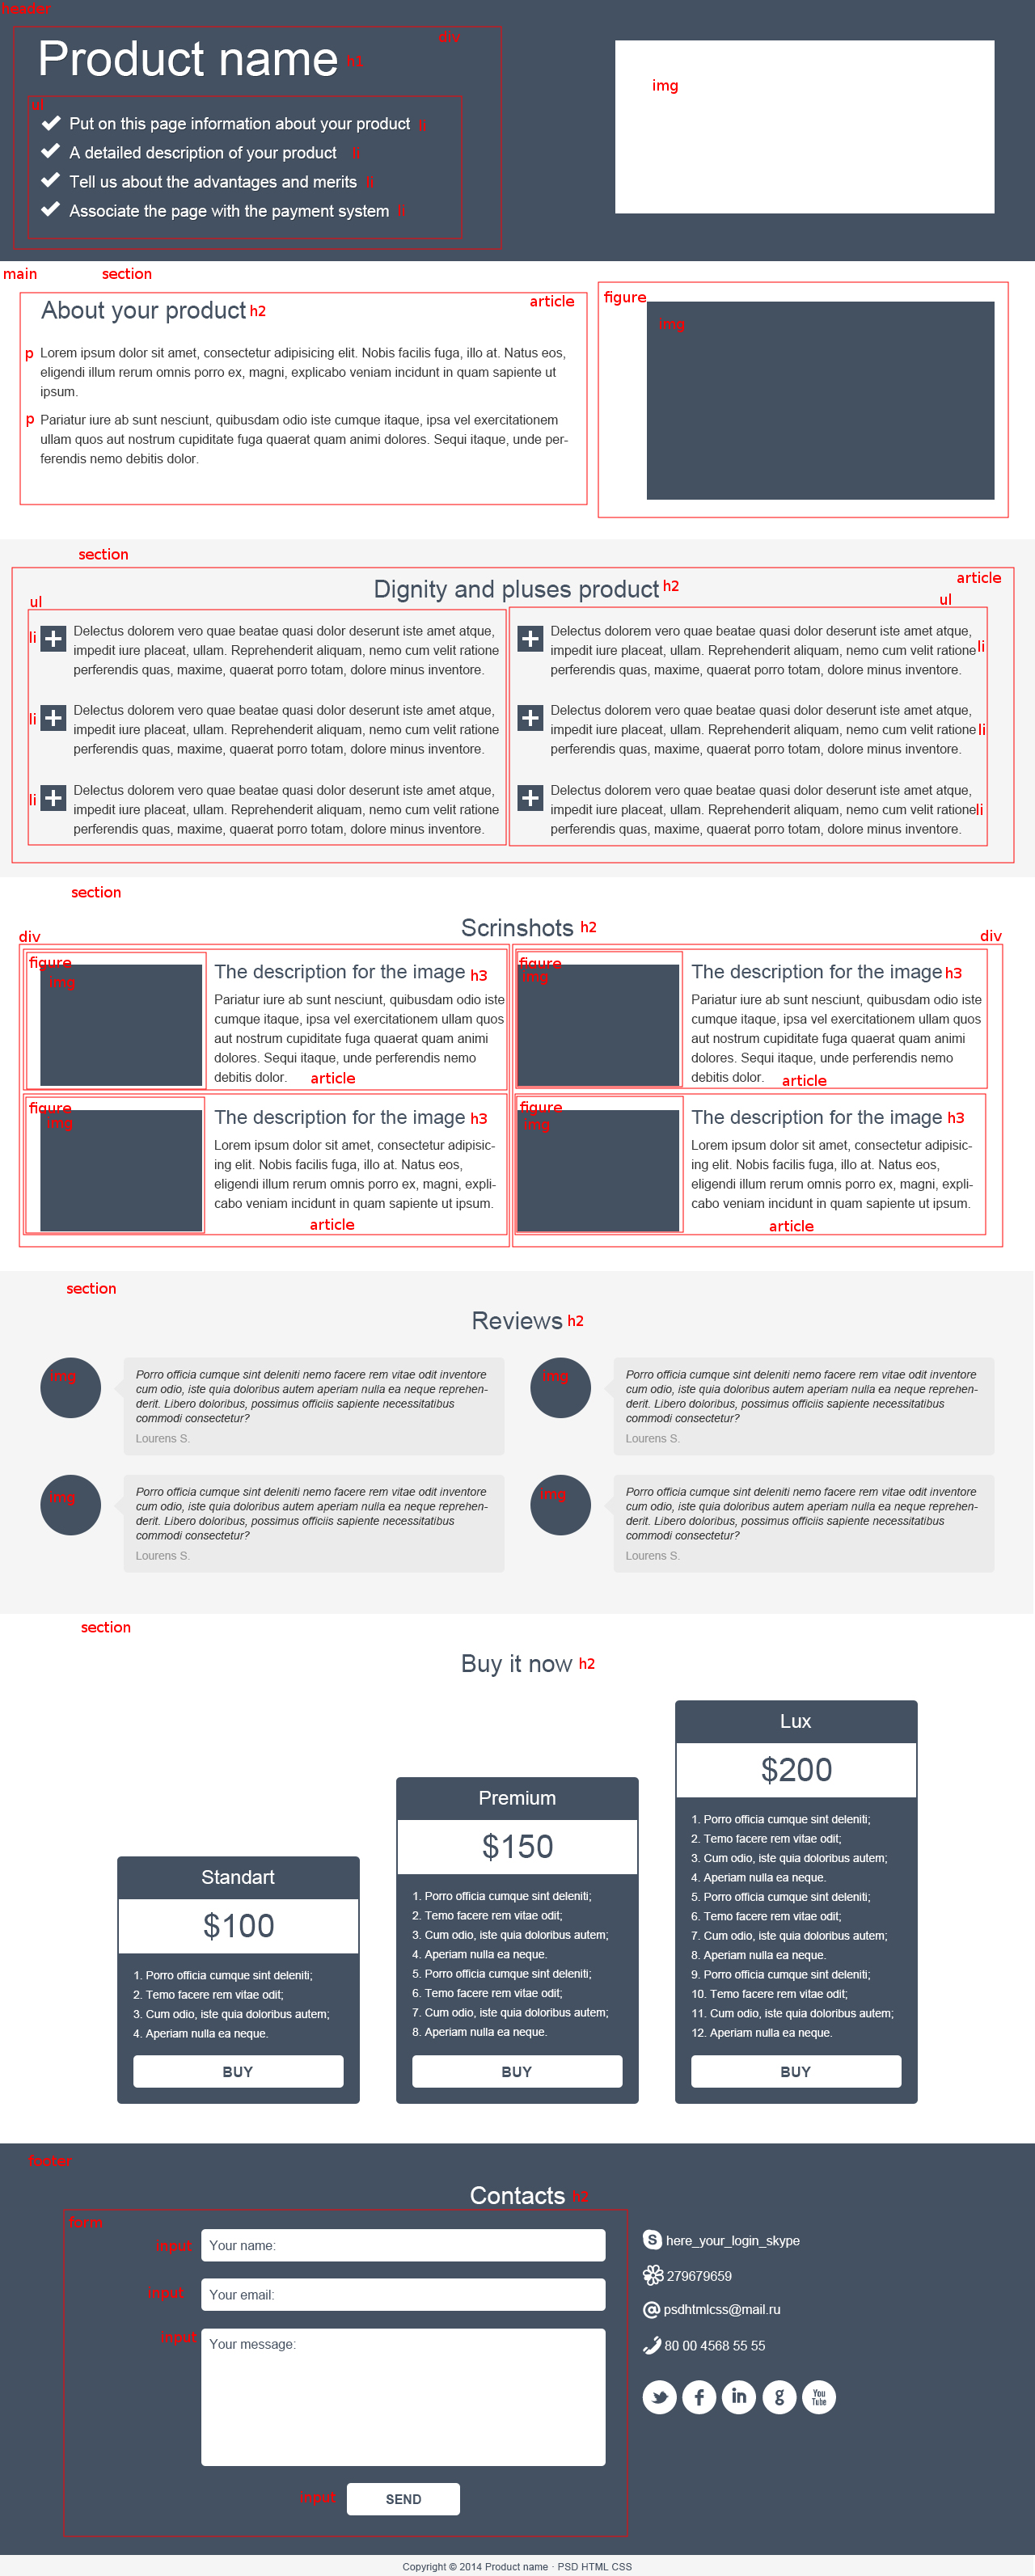 header
div
Product name h1
img
ul
Put on this page information about your product li
A detailed description of your product li
Tell us about the advantages and merits li
Associate the page with the payment system li
main section
article
About your product h2
p Lorem ipsum dolor sit amet, consectetur adipisicing elit. Nobis facilis fuga, illo at. Natus eos,
eligendi illum rerum omnis porro ex, magni, explicabo veniam incidunt in quam sapiente ut
ipsum.
p Pariatur iure ab sunt nesciunt, quibusdam odio iste cumque itaque, ipsa vel exercitationem
ullam quos aut nostrum cupiditate fuga quaerat quam animi dolores. Sequi itaque, unde per-
ferendis nemo debitis dolor.
figure
img
section
article
Dignity and pluses product h2
ul
li Delectus dolorem vero quae beatae quasi dolor deserunt iste amet atque,
impedit iure placeat, ullam. Reprehenderit aliquam, nemo cum velit ratione
perferendis quas, maxime, quaerat porro totam, dolore minus inventore.
li Delectus dolorem vero quae beatae quasi dolor deserunt iste amet atque,
impedit iure placeat, ullam. Reprehenderit aliquam, nemo cum velit ratione
perferendis quas, maxime, quaerat porro totam, dolore minus inventore.
li Delectus dolorem vero quae beatae quasi dolor deserunt iste amet atque,
impedit iure placeat, ullam. Reprehenderit aliquam, nemo cum velit ratione
perferendis quas, maxime, quaerat porro totam, dolore minus inventore.
ul
Delectus dolorem vero quae beatae quasi dolor deserunt iste amet atque,
impedit iure placeat, ullam. Reprehenderit aliquam, nemo cum velit ratione li
perferendis quas, maxime, quaerat porro totam, dolore minus inventore.
Delectus dolorem vero quae beatae quasi dolor deserunt iste amet atque,
impedit iure placeat, ullam. Reprehenderit aliquam, nemo cum velit ratione li
perferendis quas, maxime, quaerat porro totam, dolore minus inventore.
Delectus dolorem vero quae beatae quasi dolor deserunt iste amet atque,
impedit iure placeat, ullam. Reprehenderit aliquam, nemo cum velit ratione li
perferendis quas, maxime, quaerat porro totam, dolore minus inventore.
section
Scrinshots h2
div
figure
img
The description for the image h3
Pariatur iure ab sunt nesciunt, quibusdam odio iste
cumque itaque, ipsa vel exercitationem ullam quos
aut nostrum cupiditate fuga quaerat quam animi
dolores. Sequi itaque, unde perferendis nemo
debitis dolor. article
figure
img
The description for the image h3
Lorem ipsum dolor sit amet, consectetur adipisic-
ing elit. Nobis facilis fuga, illo at. Natus eos,
eligendi illum rerum omnis porro ex, magni, expli-
cabo veniam incidunt in quam sapiente ut ipsum.
article
div
figure
img
The description for the image h3
Pariatur iure ab sunt nesciunt, quibusdam odio iste
cumque itaque, ipsa vel exercitationem ullam quos
aut nostrum cupiditate fuga quaerat quam animi
dolores. Sequi itaque, unde perferendis nemo
debitis dolor. article
figure
img
The description for the image h3
Lorem ipsum dolor sit amet, consectetur adipisic-
ing elit. Nobis facilis fuga, illo at. Natus eos,
eligendi illum rerum omnis porro ex, magni, expli-
cabo veniam incidunt in quam sapiente ut ipsum.
article
section
Reviews h2
img
Porro officia cumque sint deleniti nemo facere rem vitae odit inventore
cum odio, iste quia doloribus autem aperiam nulla ea neque reprehen-
derit. Libero doloribus, possimus officiis sapiente necessitatibus
commodi consectetur?
Lourens S.
img
Porro officia cumque sint deleniti nemo facere rem vitae odit inventore
cum odio, iste quia doloribus autem aperiam nulla ea neque reprehen-
derit. Libero doloribus, possimus officiis sapiente necessitatibus
commodi consectetur?
Lourens S.
img
Porro officia cumque sint deleniti nemo facere rem vitae odit inventore
cum odio, iste quia doloribus autem aperiam nulla ea neque reprehen-
derit. Libero doloribus, possimus officiis sapiente necessitatibus
commodi consectetur?
Lourens S.
img
Porro officia cumque sint deleniti nemo facere rem vitae odit inventore
cum odio, iste quia doloribus autem aperiam nulla ea neque reprehen-
derit. Libero doloribus, possimus officiis sapiente necessitatibus
commodi consectetur?
Lourens S.
section
Buy it now h2
Standart
$100
1. Porro officia cumque sint deleniti;
2. Temo facere rem vitae odit;
3. Cum odio, iste quia doloribus autem;
4. Aperiam nulla ea neque.
BUY
Premium
$150
1. Porro officia cumque sint deleniti;
2. Temo facere rem vitae odit;
3. Cum odio, iste quia doloribus autem;
4. Aperiam nulla ea neque.
5. Porro officia cumque sint deleniti;
6. Temo facere rem vitae odit;
7. Cum odio, iste quia doloribus autem;
8. Aperiam nulla ea neque.
BUY
Lux
$200
1. Porro officia cumque sint deleniti;
2. Temo facere rem vitae odit;
3. Cum odio, iste quia doloribus autem;
4. Aperiam nulla ea neque.
5. Porro officia cumque sint deleniti;
6. Temo facere rem vitae odit;
7. Cum odio, iste quia doloribus autem;
8. Aperiam nulla ea neque.
9. Porro officia cumque sint deleniti;
10. Temo facere rem vitae odit;
11. Cum odio, iste quia doloribus autem;
12. Aperiam nulla ea neque.
BUY
footer
Contacts h2
form
input Your name:
input Your email:
input Your message:
input SEND
here_your_login_skype
279679659
psdhtmlcss@mail.ru
80 00 4568 55 55
f in g You Tube
Copyright © 2014 Product name · PSD HTML CSS